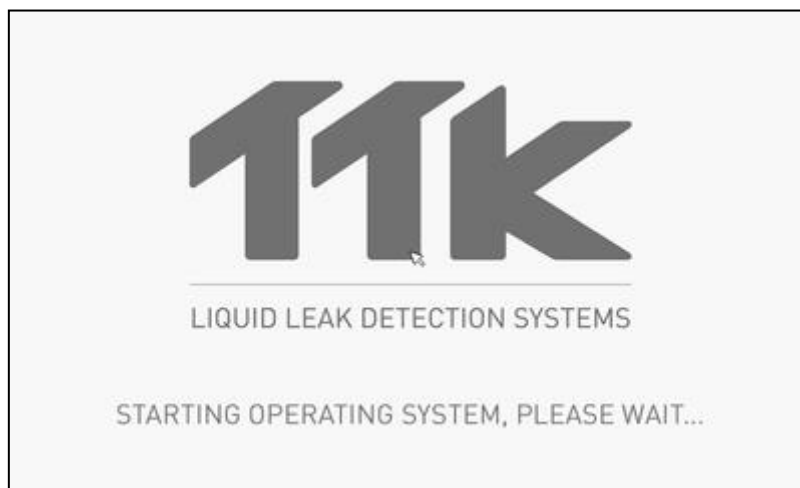 TTK
LIQUID LEAK DETECTION SYSTEMS
STARTING OPERATING SYSTEM, PLEASE WAIT...